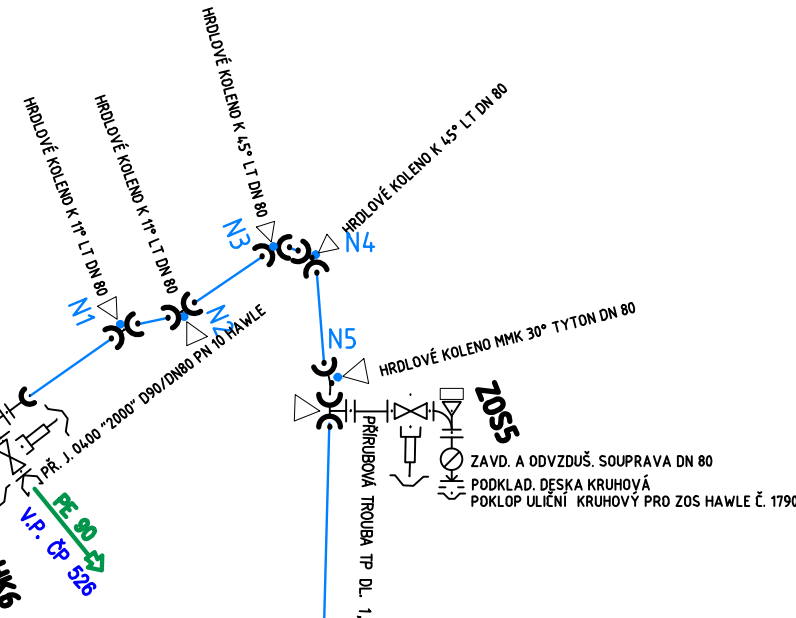 HRDLOVÉ KOLENO K 45° LT DN 80
HRDLOVÉ KOLENO K 45° LT DN 80
HRDLOVÉ KOLENO K 11° LT DN 80
HRDLOVÉ KOLENO K 11° LT DN 80
N3
N4
N1
N2
N5
HRDLOVÉ KOLENO MMK 30° TYTON DN 80
PŘ. J. 0400 "2000" D90/DN80 PN 10 HAWLE
ZOS5
PŘÍRUBOVÁ TROUBA TP DL. 1,
ZAVD. A ODVZDUŠ. SOUPRAVA DN 80
PODKLAD. DESKA KRUHOVÁ
POKLOP ULIČNÍ KRUHOVÝ PRO ZOS HAWLE Č. 1790
PE 90
V.P. ČP 526
HK6